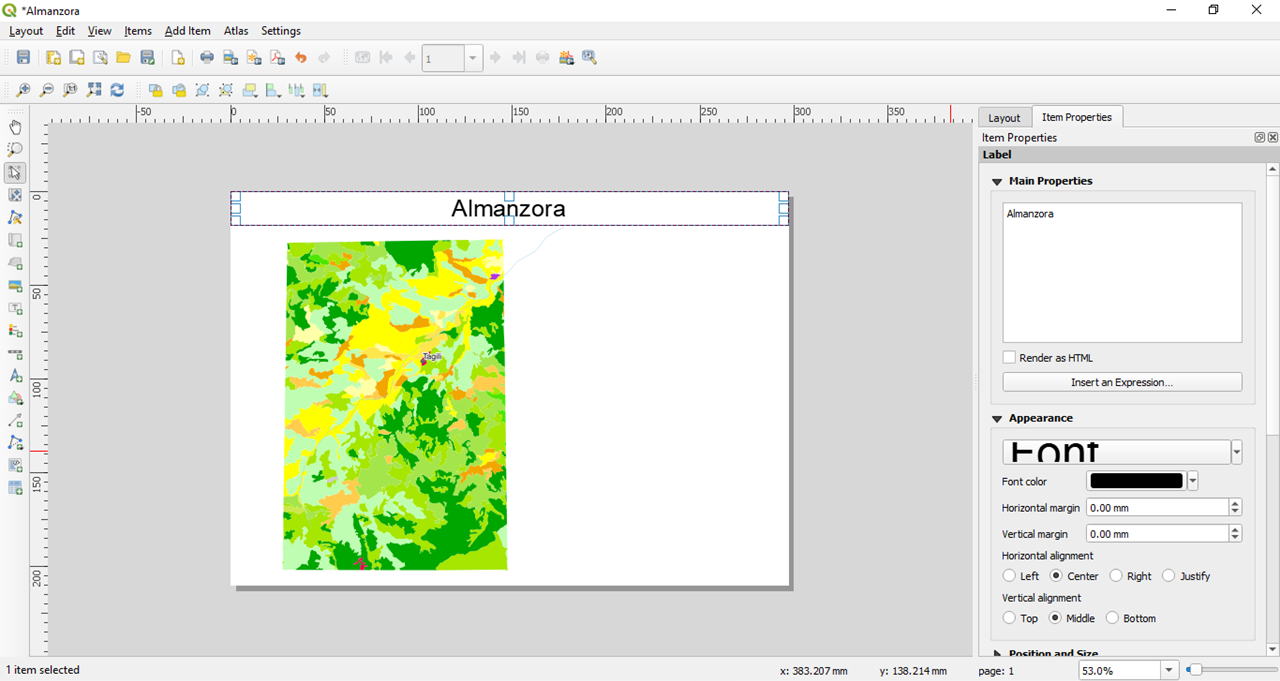 *Almanzora
Layout Edit View Items Add Item Atlas Settings
1
-50 0 50 100 150 200 250 300 350
Layout Item Properties
Item Properties
Label
Main Properties
Almanzora
Render as HTML
Insert an Expression...
Appearance
Font
Font color
Horizontal margin 0.00 mm
Vertical margin 0.00 mm
Horizontal alignment
Left Center Right Justify
Vertical alignment
Top Middle Bottom
Position and Size
0
50
100
150
200
Almanzora
Tagili
1 item selected x: 383.207 mm y: 138.214 mm page: 1 53.0%